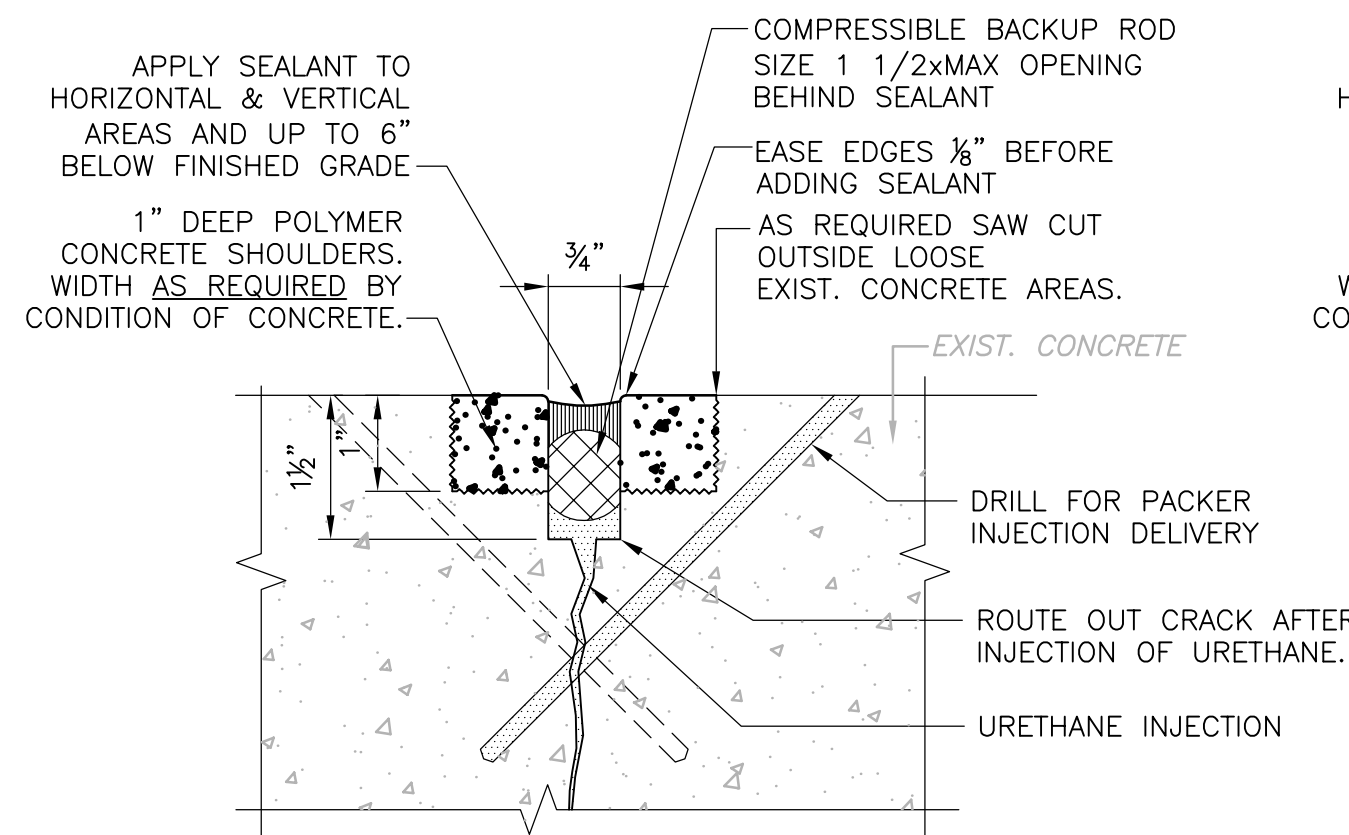 APPLY SEALANT TO
HORIZONTAL & VERTICAL
AREAS AND UP TO 6"
BELOW FINISHED GRADE
1" DEEP POLYMER
CONCRETE SHOULDERS.
WIDTH AS REQUIRED BY
CONDITION OF CONCRETE.
¾"
COMPRESSIBLE BACKUP ROD
SIZE 1 1/2xMAX OPENING
BEHIND SEALANT
EASE EDGES ⅛" BEFORE
ADDING SEALANT
AS REQUIRED SAW CUT
OUTSIDE LOOSE
EXIST. CONCRETE AREAS.
EXIST. CONCRETE
1½"
1"
DRILL FOR PACKER
INJECTION DELIVERY
ROUTE OUT CRACK AFTER
INJECTION OF URETHANE.
URETHANE INJECTION